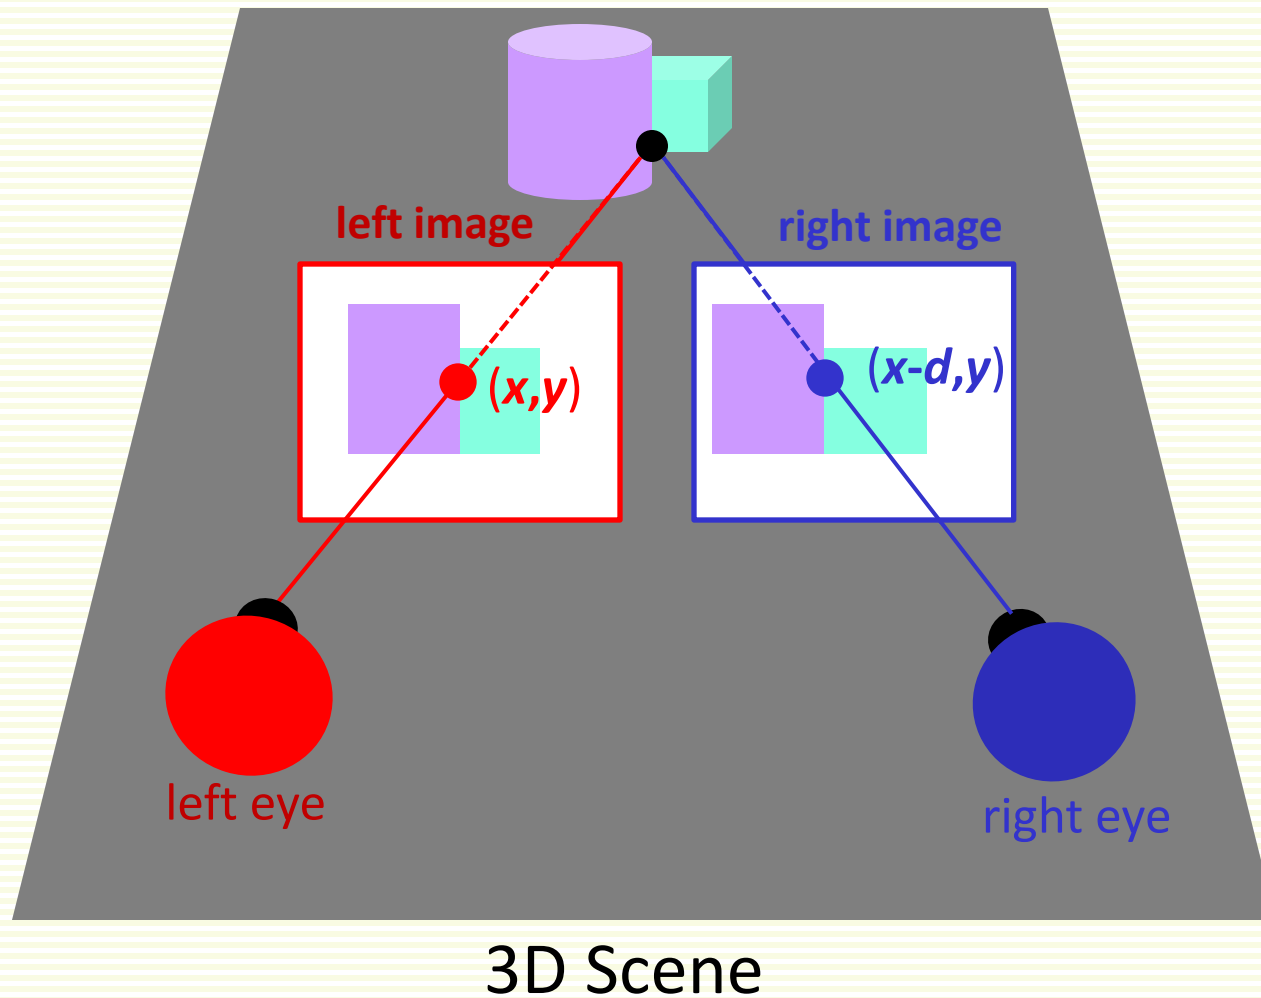 left image
right image
(x,y)
(x-d,y)
left eye
right eye
3D Scene